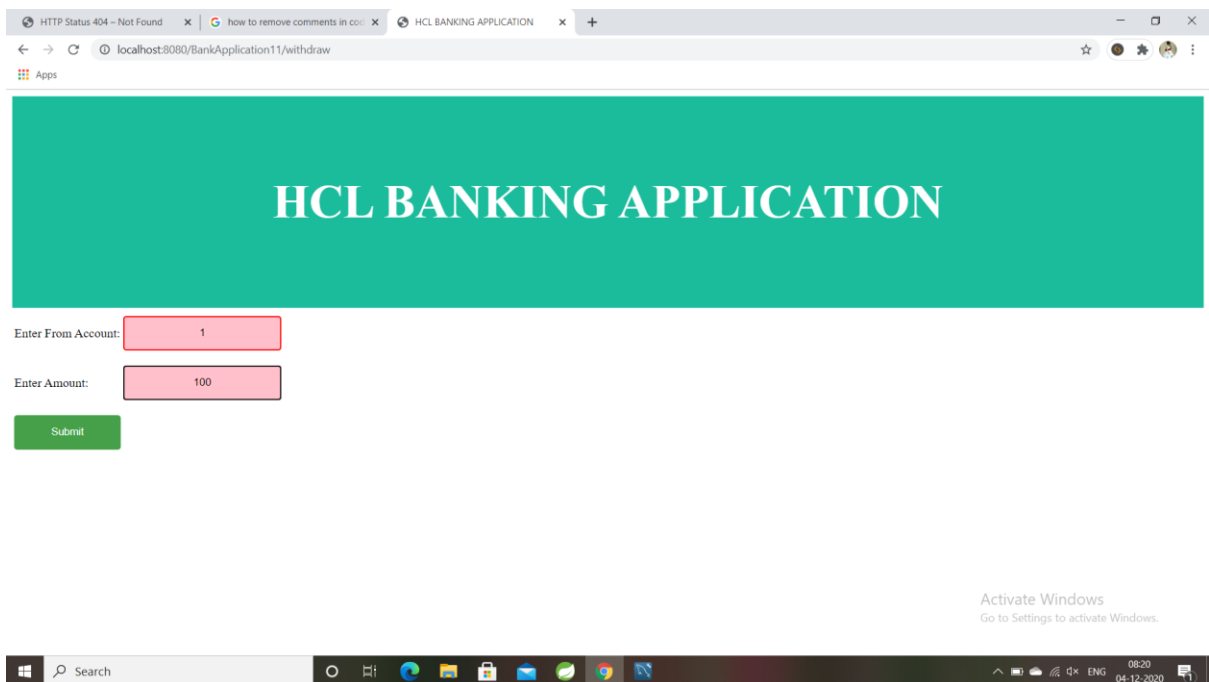 HTTP Status 404 – Not Found
how to remove comments in cod
HCL BANKING APPLICATION
localhost:8080/BankApplication11/withdraw
Apps
HCL BANKING APPLICATION
Enter From Account:
1
Enter Amount:
100
Submit
Activate Windows
Go to Settings to activate Windows.
Search
ENG
08:20
04-12-2020